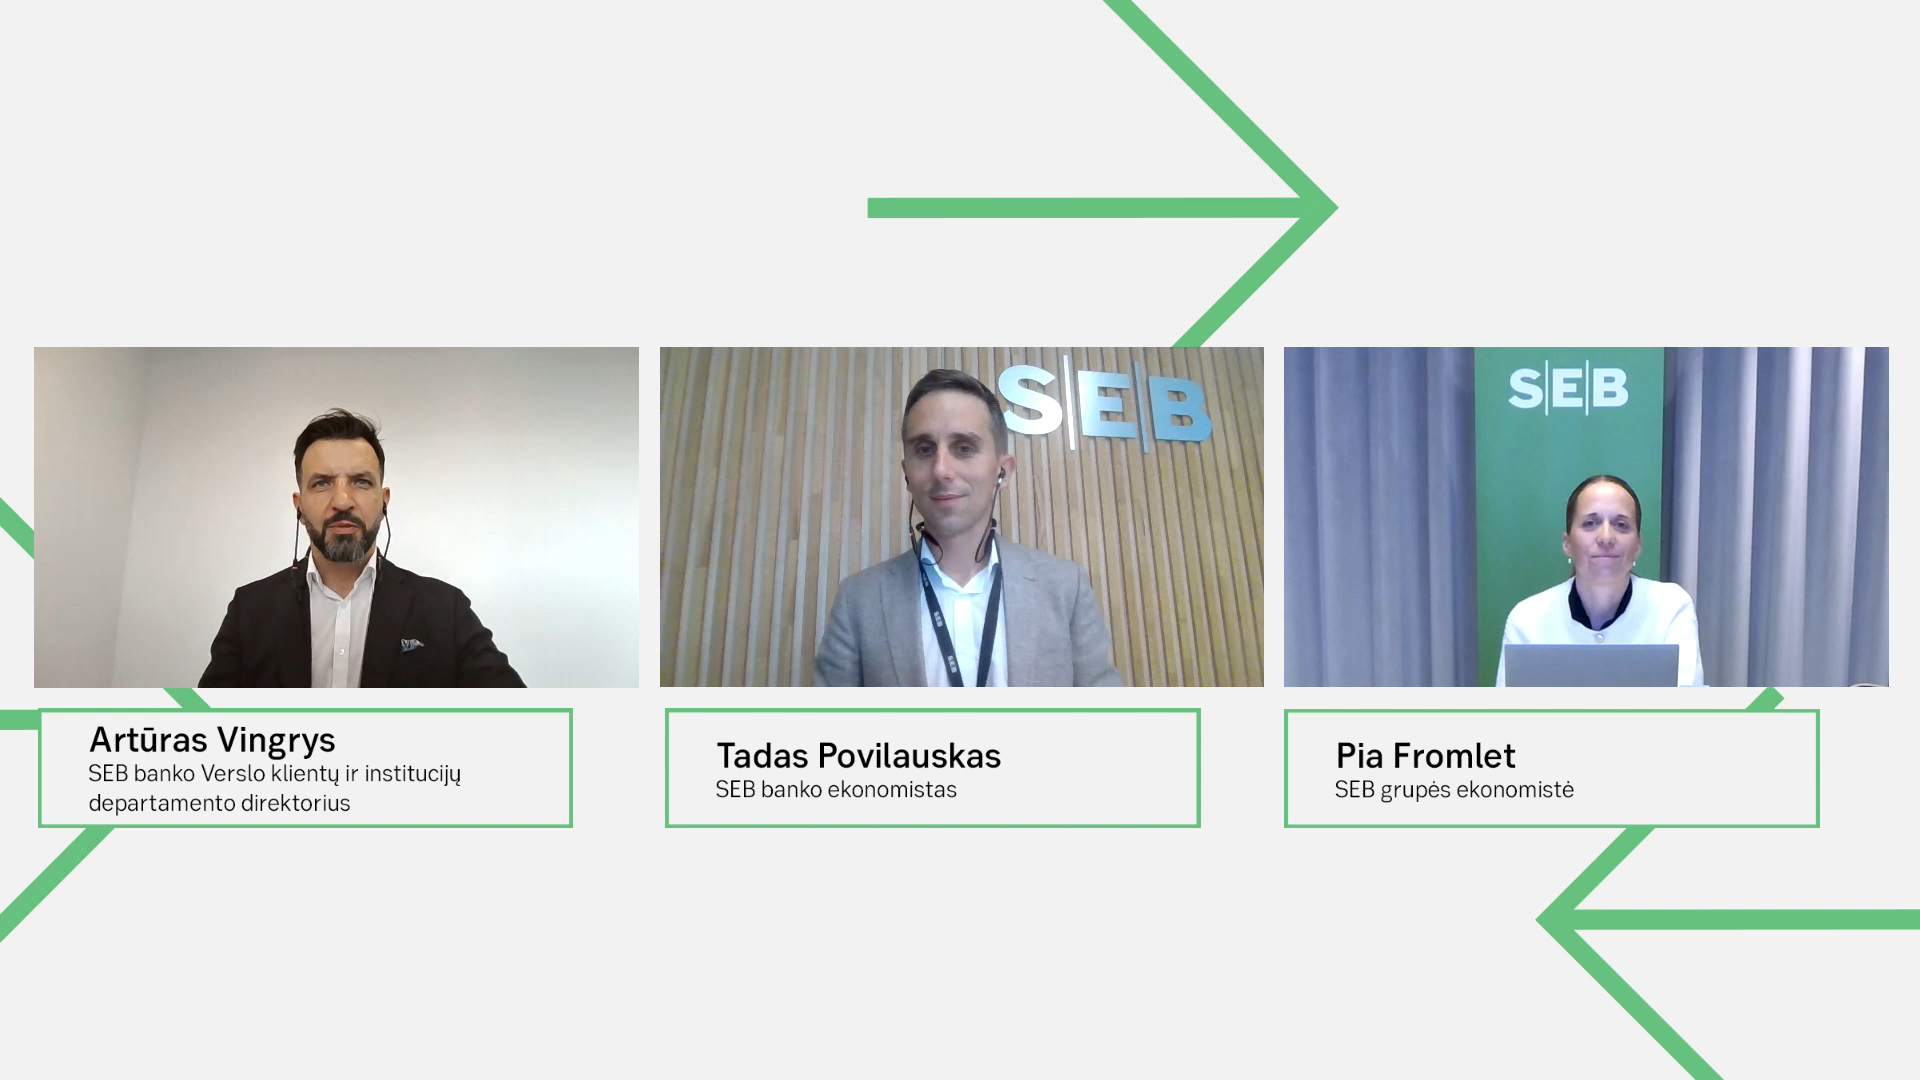 S|E|B
S|E|B
SEB
SEB
Artūras Vingrys
SEB banko Verslo klientų ir institucijų
departamento direktorius
Tadas Povilauskas
SEB banko ekonomistas
Pia Fromlet
SEB grupės ekonomistė